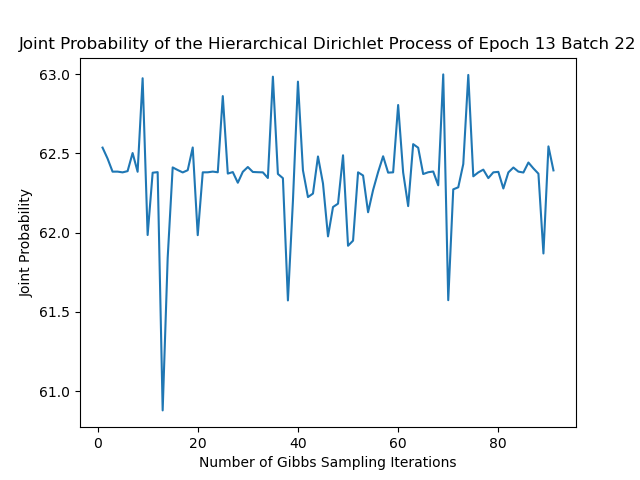 Joint Probability of the Hierarchical Dirichlet Process of Epoch 13 Batch 22
63.0
62.5
62.0
61.5
61.0
Joint Probability
0 20 40 60 80
Number of Gibbs Sampling Iterations